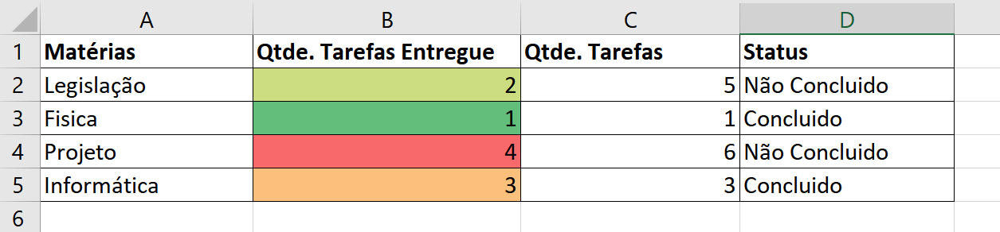 A B C D
1 Matérias Qtde. Tarefas Entregue Qtde. Tarefas Status
2 Legislação 2 5 Não Concluido
3 Fisica 1 1 Concluido
4 Projeto 4 6 Não Concluido
5 Informática 3 3 Concluido
6